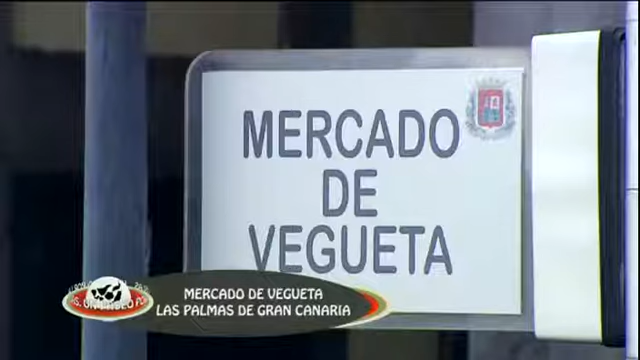 MERCADO
DE
VEGUETA
MERCADO DE VEGUETA
LAS PALMAS DE GRAN CANARIA